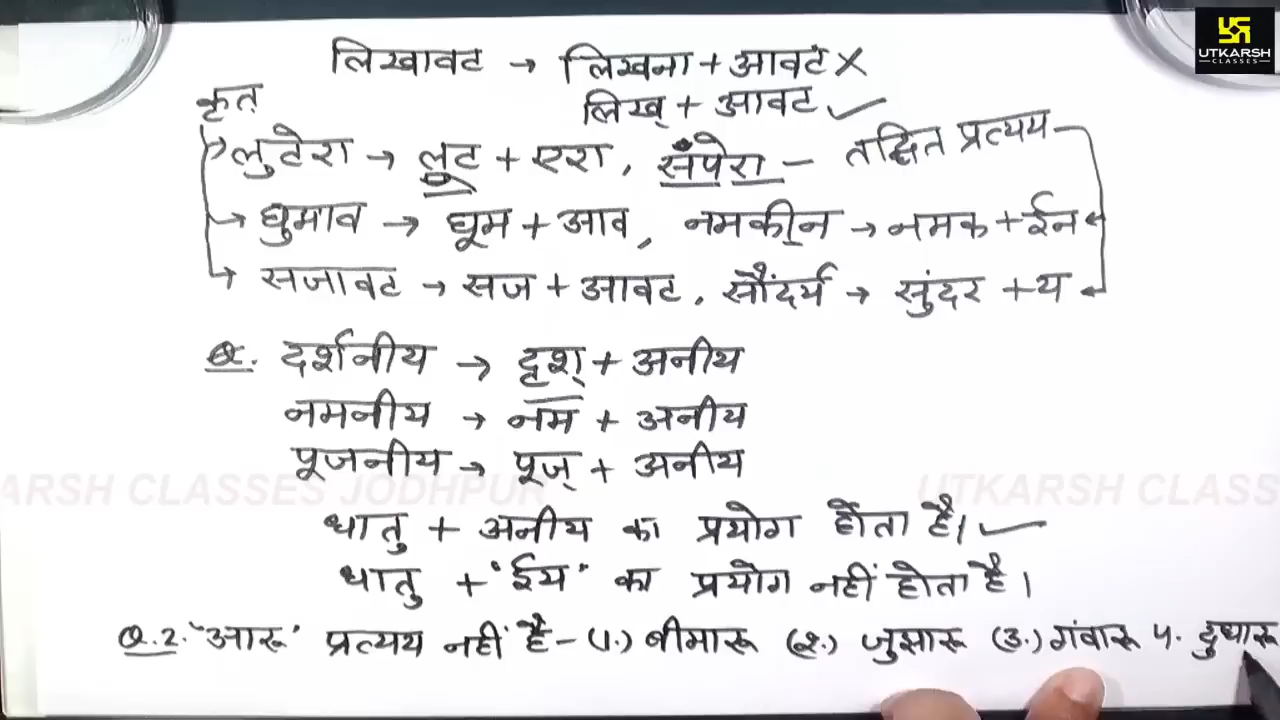 UTKARSH
CLASSES
लिखावट → लिखना + आवट ×
कृत्
लिख् + आवट ✓
→ लुटेरा → लूट + एरा, सँपेरा - तद्धित प्रत्यय
→ घुमाव → घूम + आव, नमकीन → नमक + ईन
→ सजावट → सज + आवट, सौंदर्य → सुंदर + य
Q. दर्शनीय → दृश् + अनीय
नमनीय → नम + अनीय
पूजनीय → पूज् + अनीय
ARSH CLASSES JODHPUR UTKARSH CLASS
धातु + अनीय का प्रयोग होता है। ✓
धातु + "ईय" का प्रयोग नहीं होता है।
Q.2. "आरू" प्रत्यय नहीं है - (1.) बीमारू (2.) जुझारू (3.) गंवारू 4. दुधारू